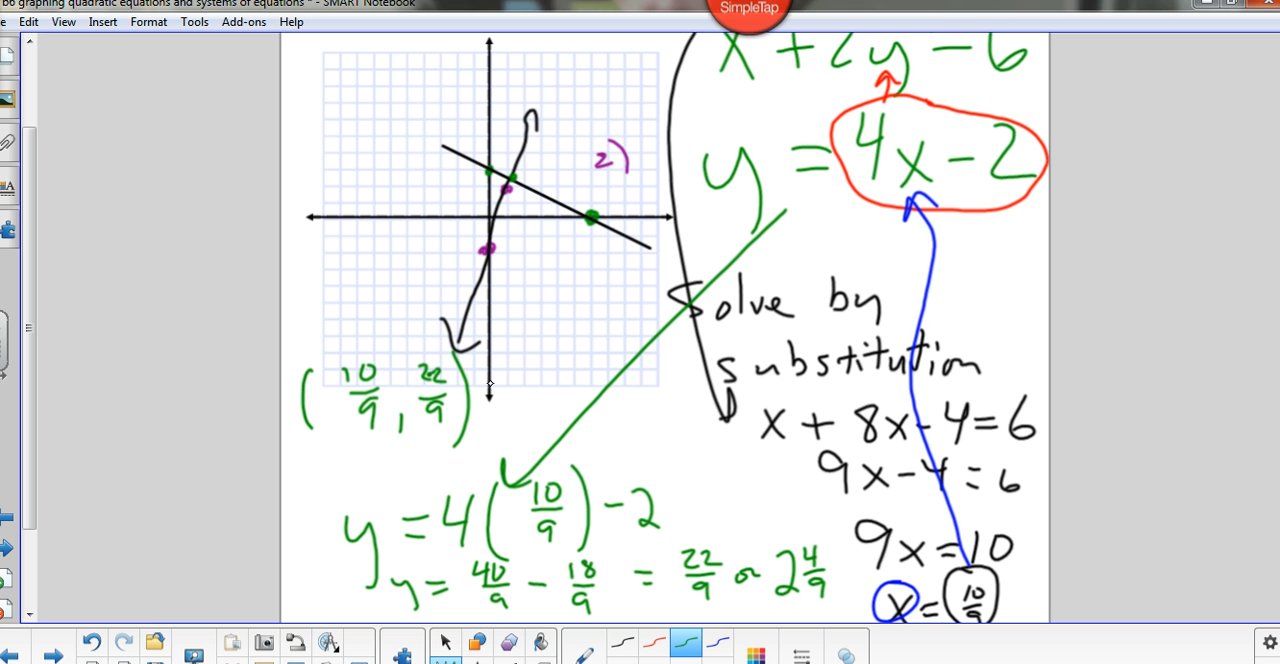 b6 graphing quadratic equations and systems of equations * - SMART Notebook
SimpleTap
Edit View Insert Format Tools Add-ons Help
x + 2y = 6
y = 4x - 2
2)
Solve by
substitution
x + 8x - 4 = 6
9x - 4 = 6
9x = 10
x = 10/9
(10/9, 22/9)
y = 4(10/9) - 2
y = 40/9 - 18/9 = 22/9 or 2 4/9